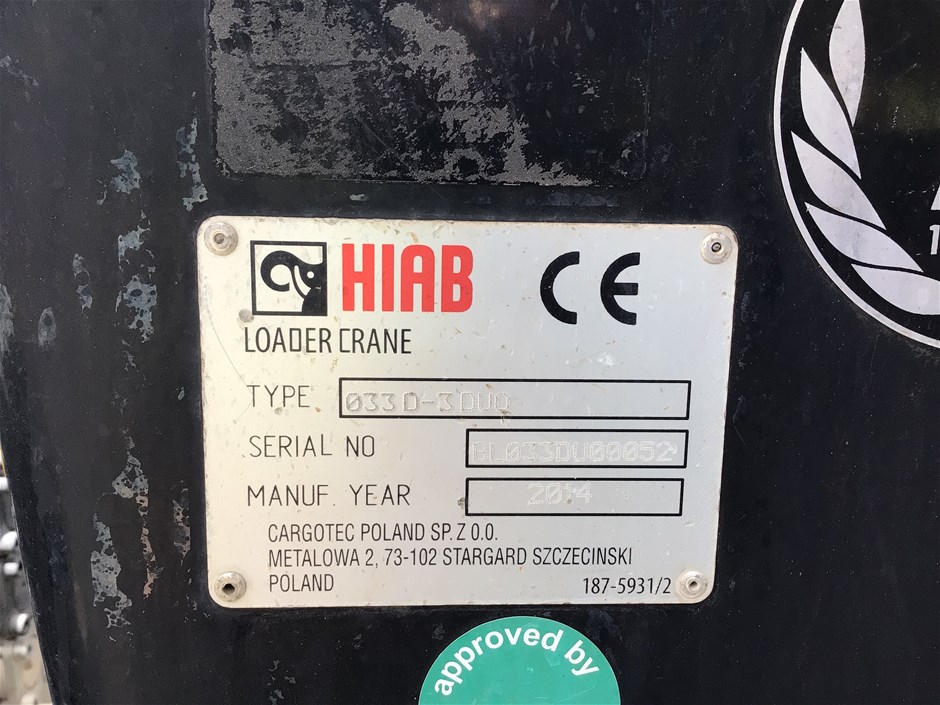 HIAB CE
LOADER CRANE
TYPE 033D-3DUO
SERIAL NO BL033DU00052
MANUF. YEAR 2014
CARGOTEC POLAND SP. Z O.O.
METALOWA 2, 73-102 STARGARD SZCZECINSKI
POLAND 187-5931/2
approved by